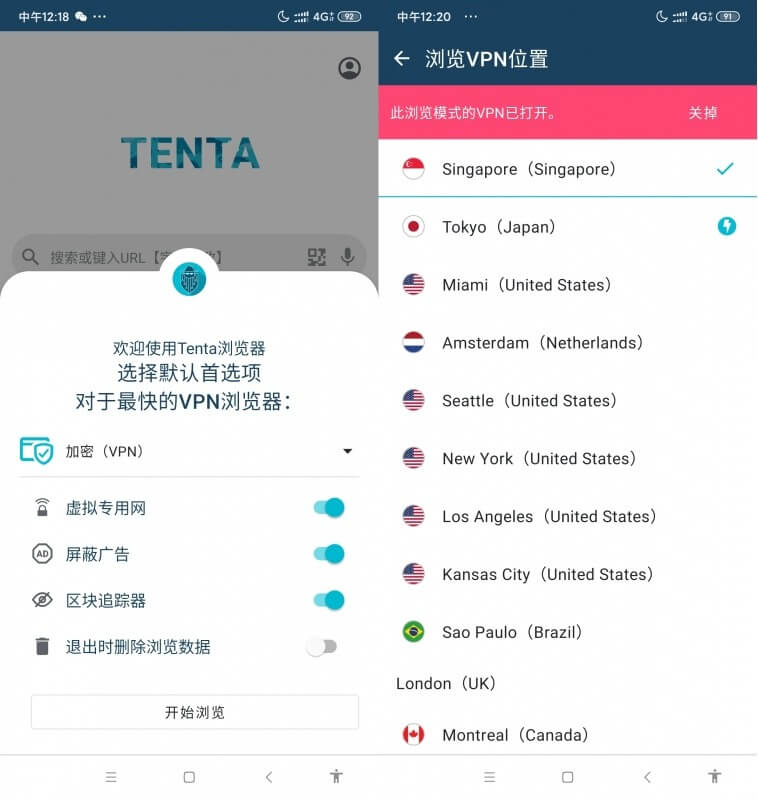 中午12:18 ··· 4G 92
TENTA
搜索或键入URL【
欢迎使用Tenta浏览器
选择默认首选项
对于最快的VPN浏览器：
加密（VPN）
虚拟专用网
AD 屏蔽广告
区块追踪器
退出时删除浏览数据
开始浏览
中午12:20 ··· 4G 91
浏览VPN位置
此浏览模式的VPN已打开。 关掉
Singapore（Singapore）
Tokyo（Japan）
Miami（United States）
Amsterdam（Netherlands）
Seattle（United States）
New York（United States）
Los Angeles（United States）
Kansas City（United States）
Sao Paulo（Brazil）
London（UK）
Montreal（Canada）